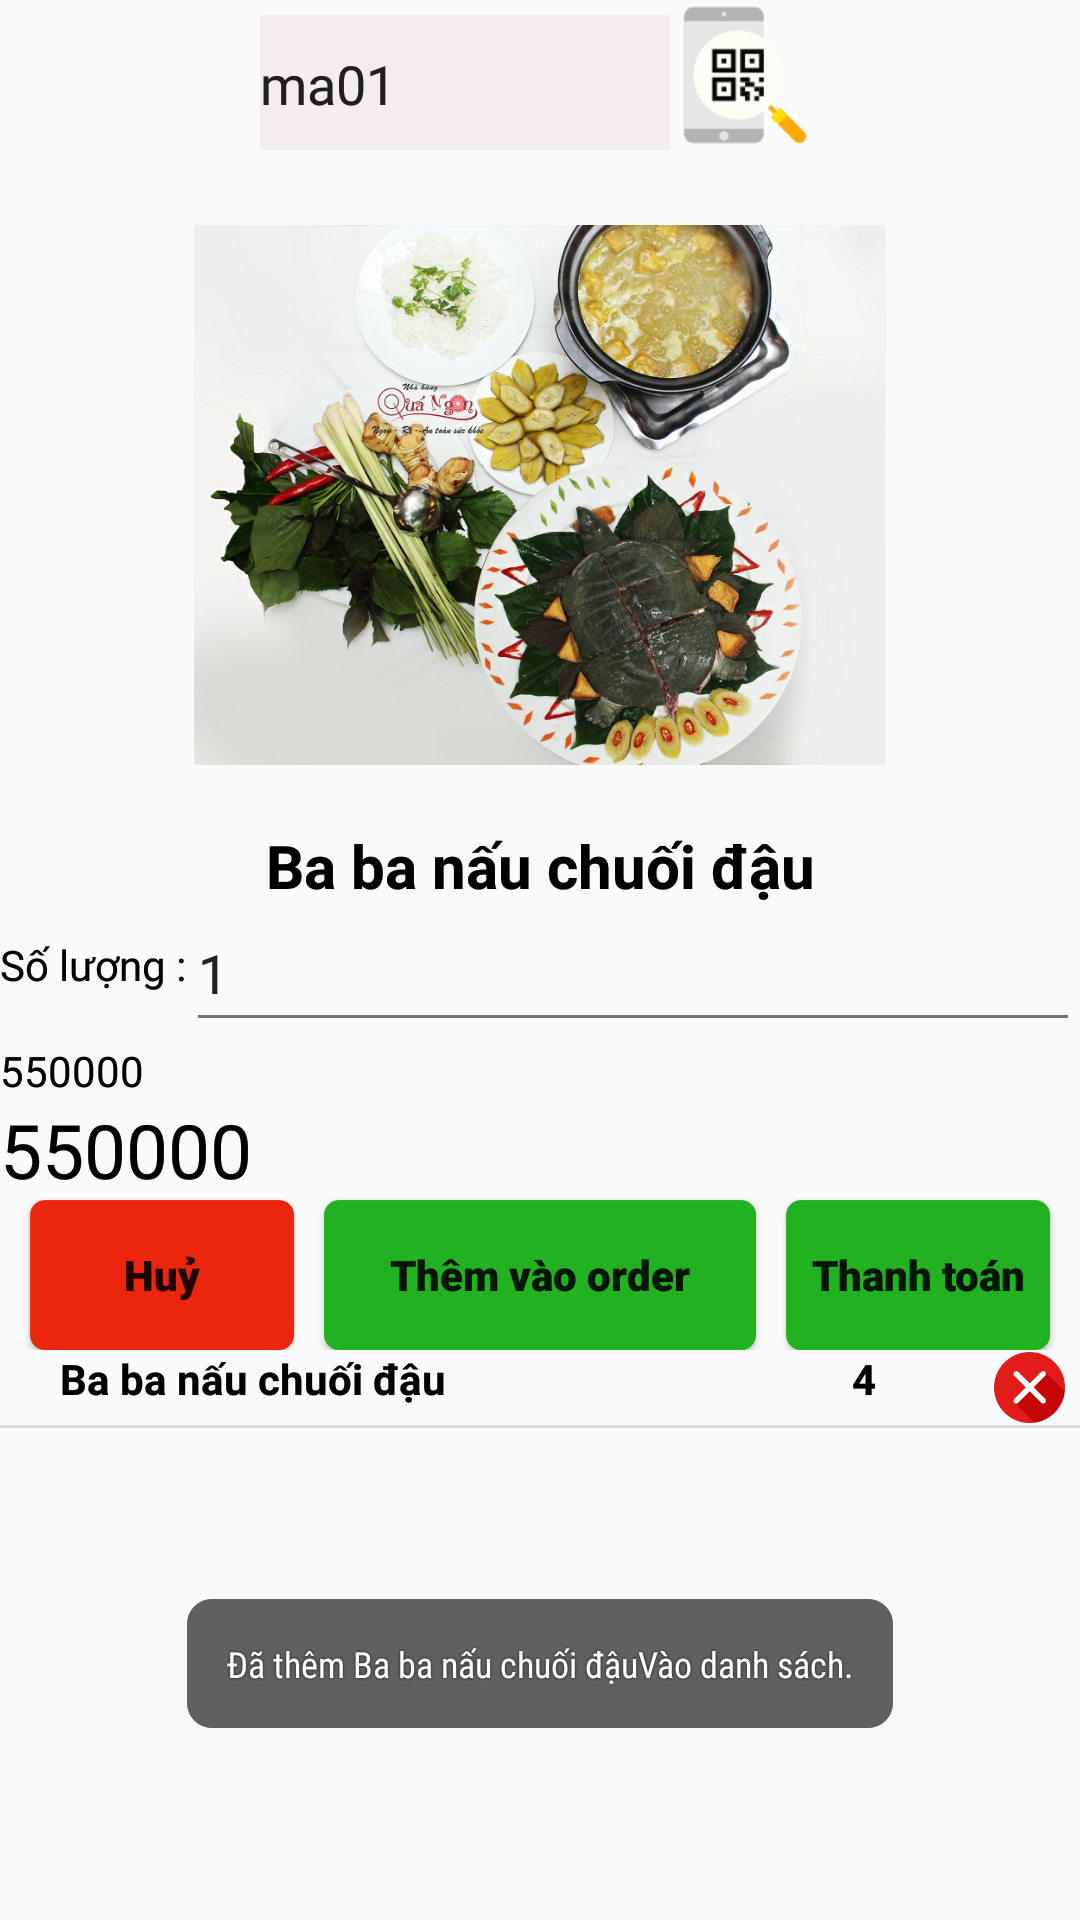 ma01
Nhà hàng
Quá Ngon
Ngon - Rẻ - An toàn sức khỏe
Ba ba nấu chuối đậu
Số lượng : 1
550000
550000
Huỷ Thêm vào order Thanh toán
Ba ba nấu chuối đậu 4
Đã thêm Ba ba nấu chuối đậuVào danh sách.